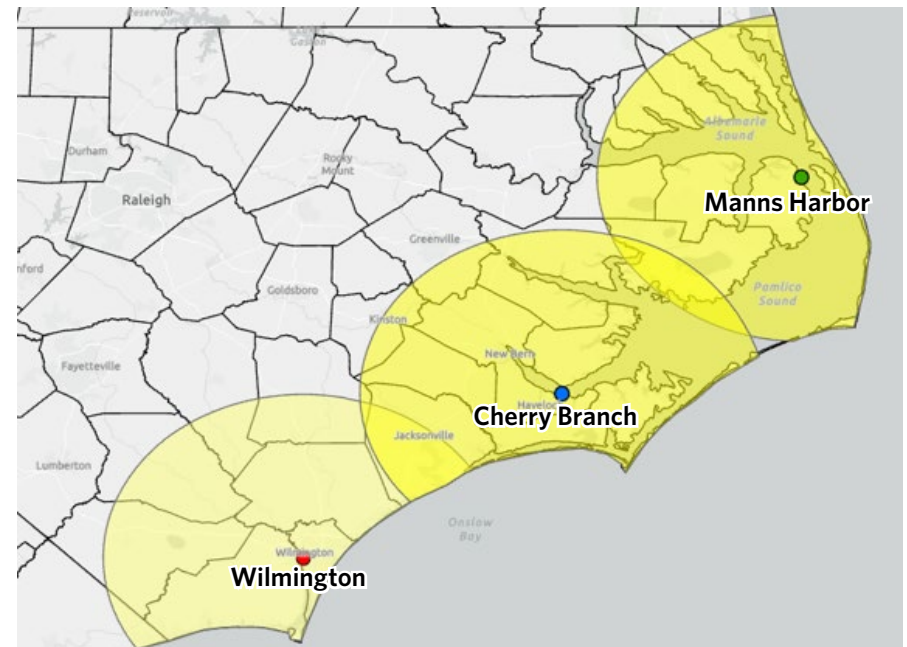 Reservoir
Durham
Raleigh
Rocky
Mount
Albemarle
Sound
Manns Harbor
Greenville
Goldsboro
Pamlico
Sound
Kinston
New Bern
Fayetteville
Cherry Branch
Jacksonville
Lumberton
Onslow
Bay
Wilmington
Wilmington